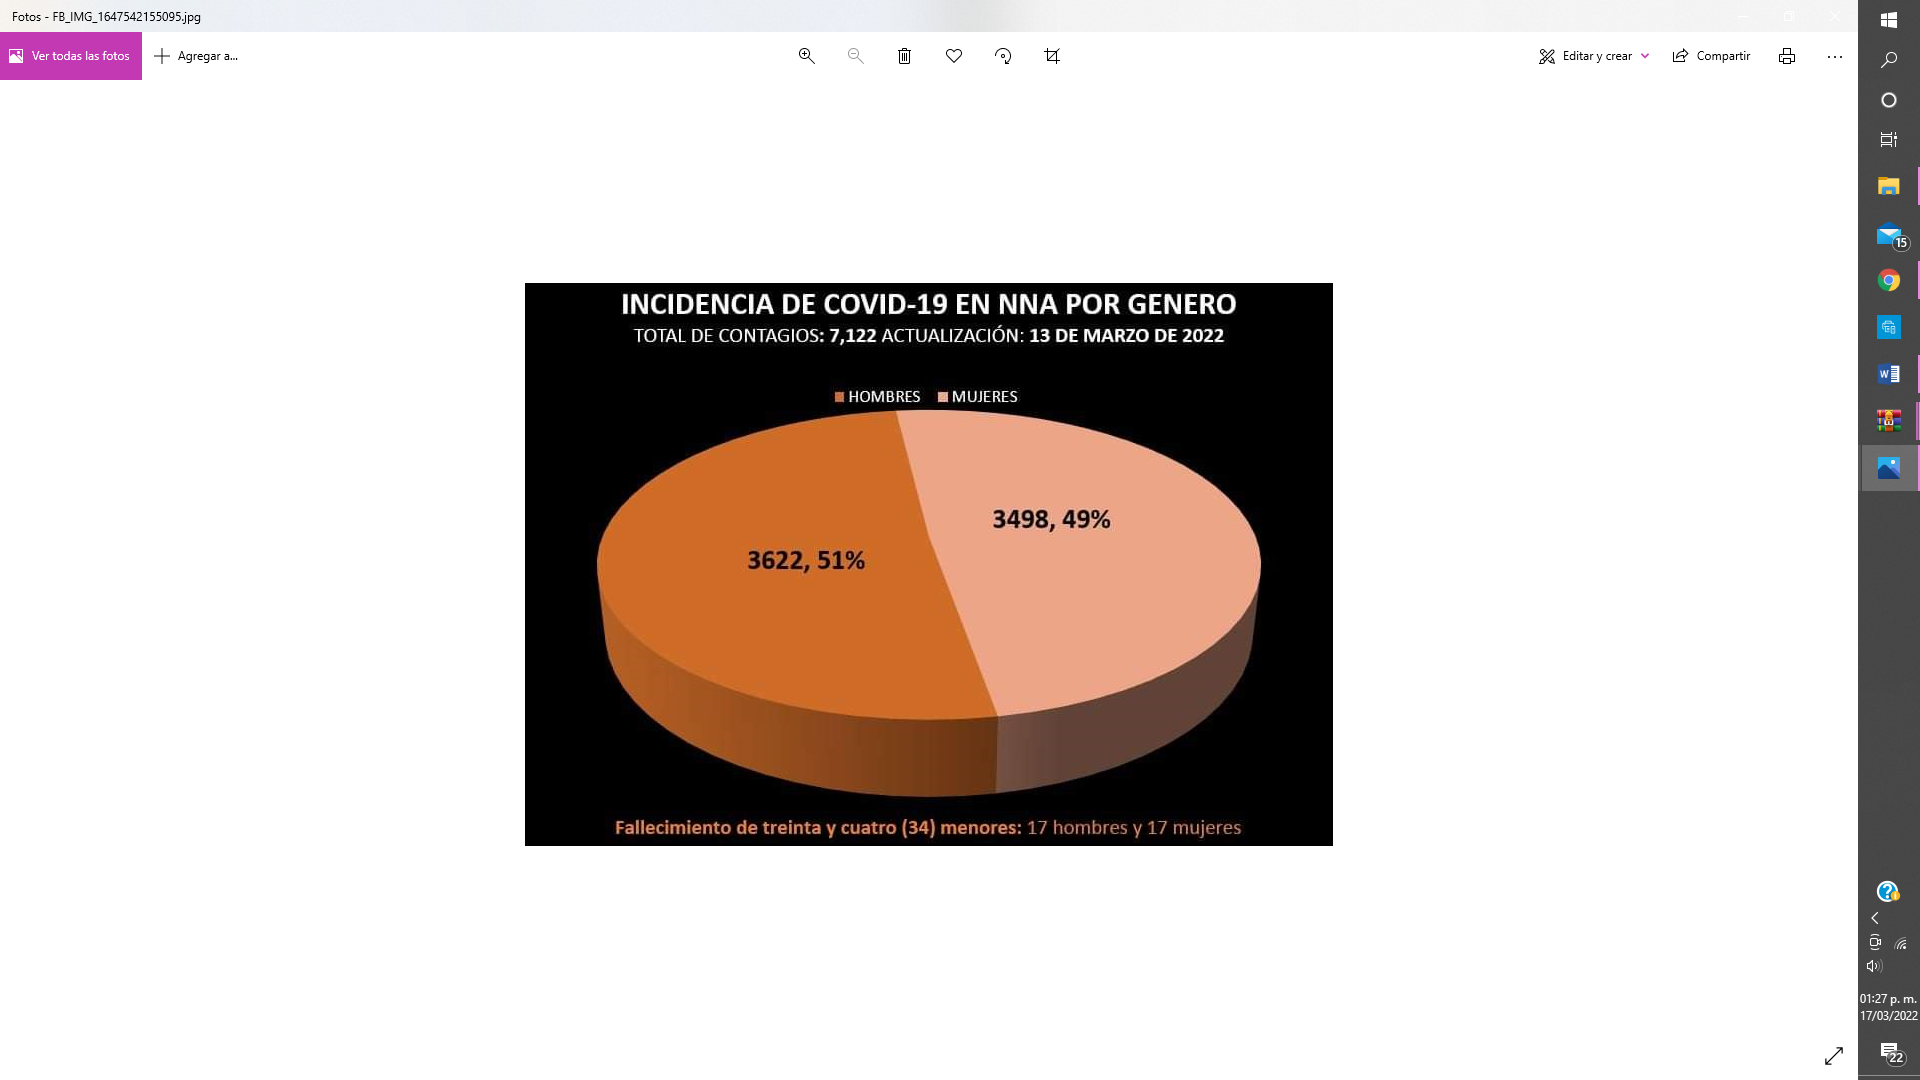 Fotos - FB_IMG_1647542155095.jpg
Ver todas las fotos
Agregar a...
Editar y crear
Compartir
15
W
INCIDENCIA DE COVID-19 EN NNA POR GENERO
TOTAL DE CONTAGIOS: 7,122 ACTUALIZACIÓN: 13 DE MARZO DE 2022
HOMBRES MUJERES
3498, 49%
3622, 51%
Fallecimiento de treinta y cuatro (34) menores: 17 hombres y 17 mujeres
01:27 p. m.
17/03/2022
22